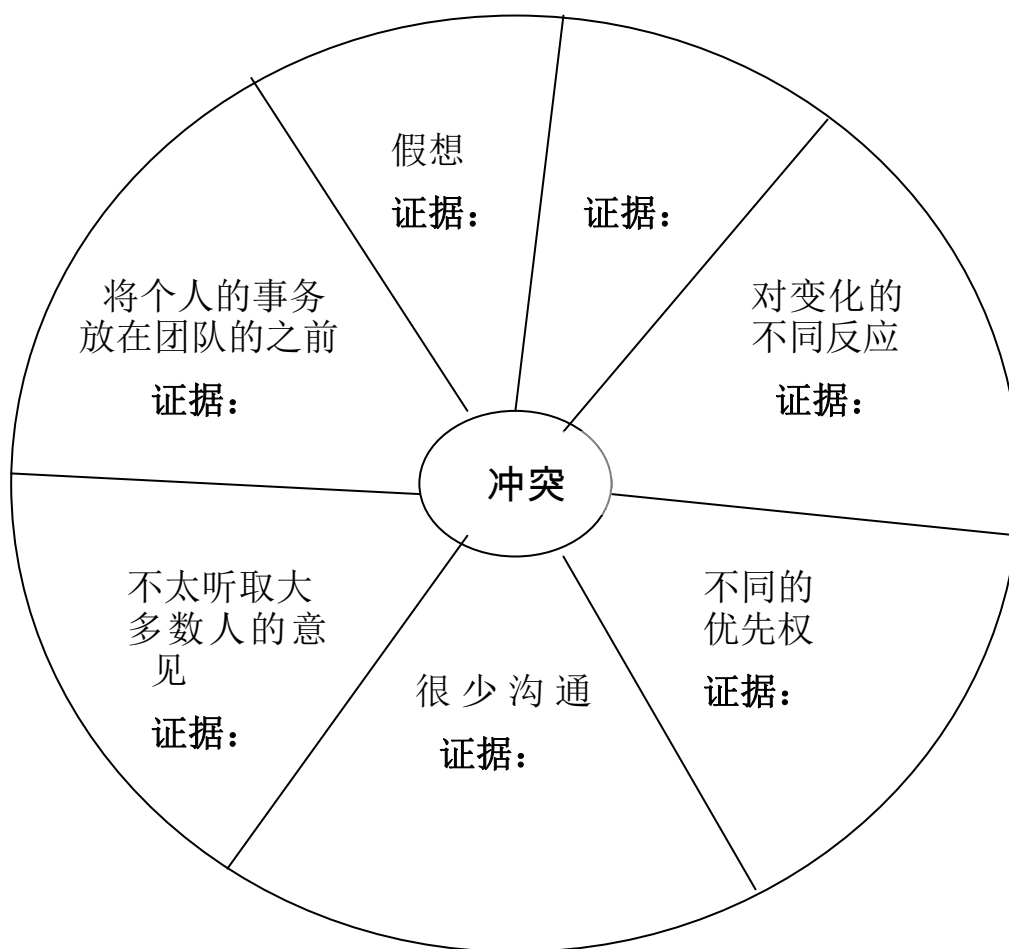 假想
证据：
证据：
对变化的
不同反应
证据：
不同的
优先权
证据：
很少沟通
证据：
不太听取大
多数人的意
见
证据：
将个人的事务
放在团队的之前
证据：
冲突